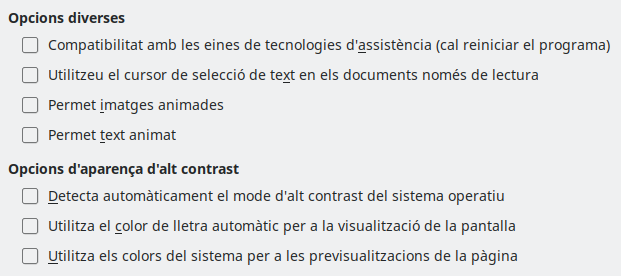 Opcions diverses
Compatibilitat amb les eines de tecnologies d'assistència (cal reiniciar el programa)
Utilitzeu el cursor de selecció de text en els documents només de lectura
Permet imatges animades
Permet text animat
Opcions d'aparença d'alt contrast
Detecta automàticament el mode d'alt contrast del sistema operatiu
Utilitza el color de lletra automàtic per a la visualització de la pantalla
Utilitza els colors del sistema per a les previsualitzacions de la pàgina